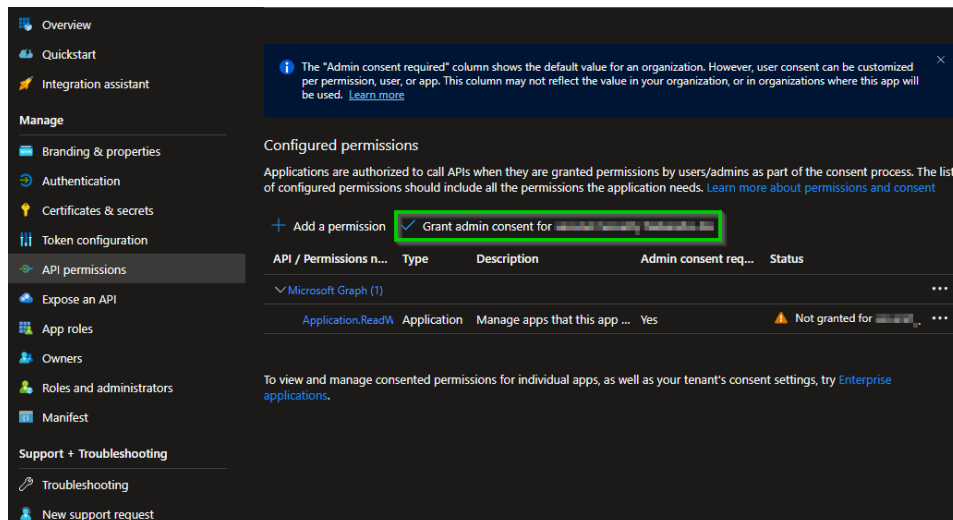 Overview
Quickstart
Integration assistant
Manage
Branding & properties
Authentication
Certificates & secrets
Token configuration
API permissions
Expose an API
App roles
Owners
Roles and administrators
Manifest
Support + Troubleshooting
Troubleshooting
New support request
The "Admin consent required" column shows the default value for an organization. However, user consent can be customized
per permission, user, or app. This column may not reflect the value in your organization, or in organizations where this app will
be used. Learn more
Configured permissions
Applications are authorized to call APIs when they are granted permissions by users/admins as part of the consent process. The list
of configured permissions should include all the permissions the application needs. Learn more about permissions and consent
Add a permission Grant admin consent for
API / Permissions n... Type Description Admin consent req... Status
Microsoft Graph (1)
Application.ReadW Application Manage apps that this app ... Yes Not granted for
To view and manage consented permissions for individual apps, as well as your tenant's consent settings, try Enterprise
applications.